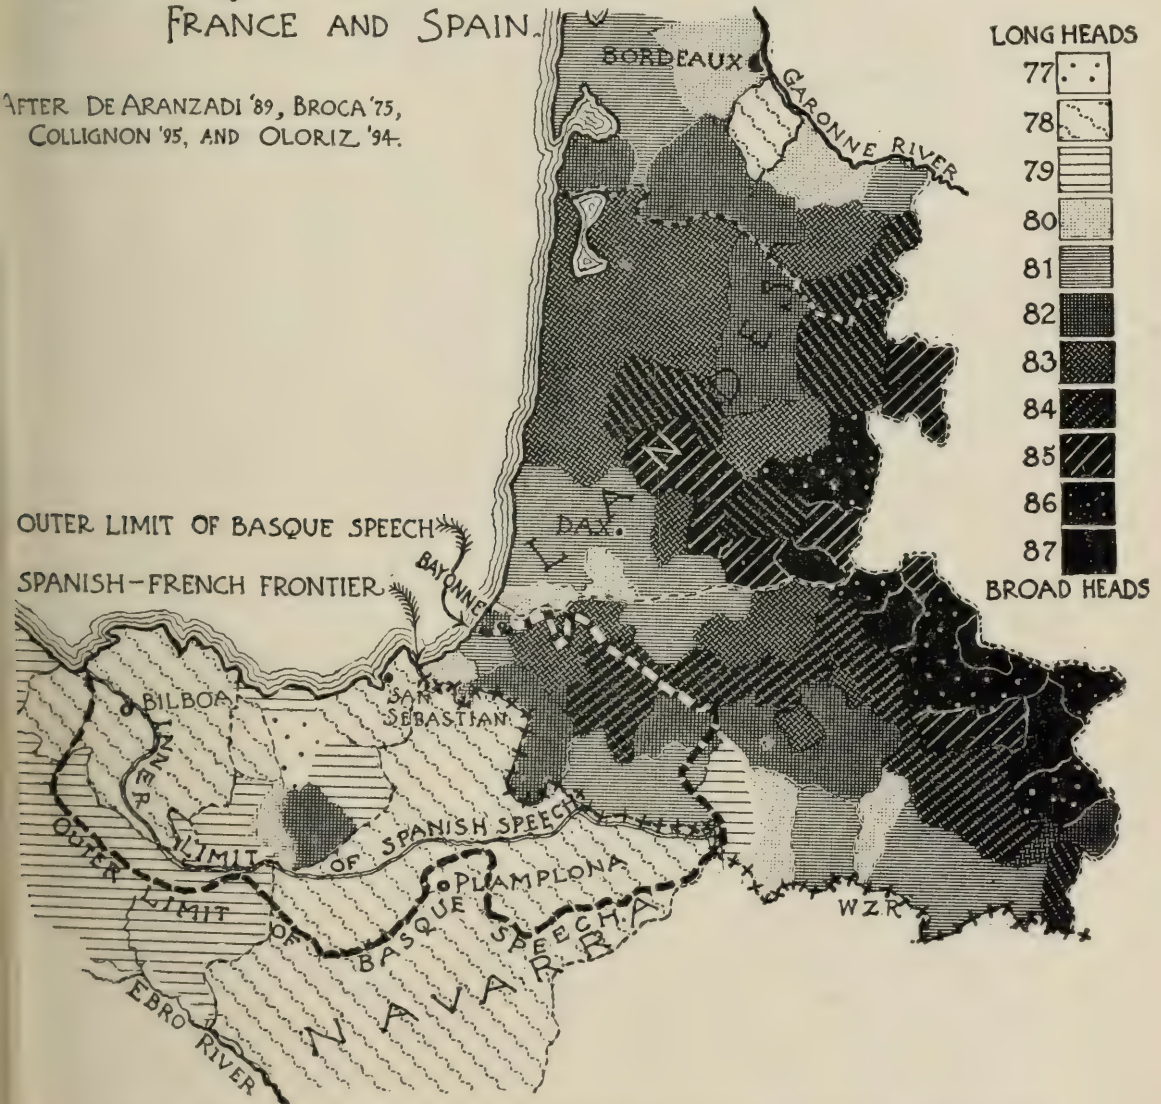 FRANCE AND SPAIN.
AFTER DE ARANZADI '89, BROCA '75,
COLLIGNON '95, AND OLORIZ '94.
LONG HEADS
77
78
79
80
81
82
83
84
85
86
87
BROAD HEADS
BORDEAUX
GARONNE RIVER
DAX.
OUTER LIMIT OF BASQUE SPEECH
SPANISH-FRENCH FRONTIER.
BAYONNE
BILBOA
SAN
SEBASTIAN
INNER LIMIT OF SPANISH SPEECH
OUTER LIMIT OF BASQUE SPEECH
PLAMPLONA
NAVARRA
EBRO RIVER
W.Z.R.